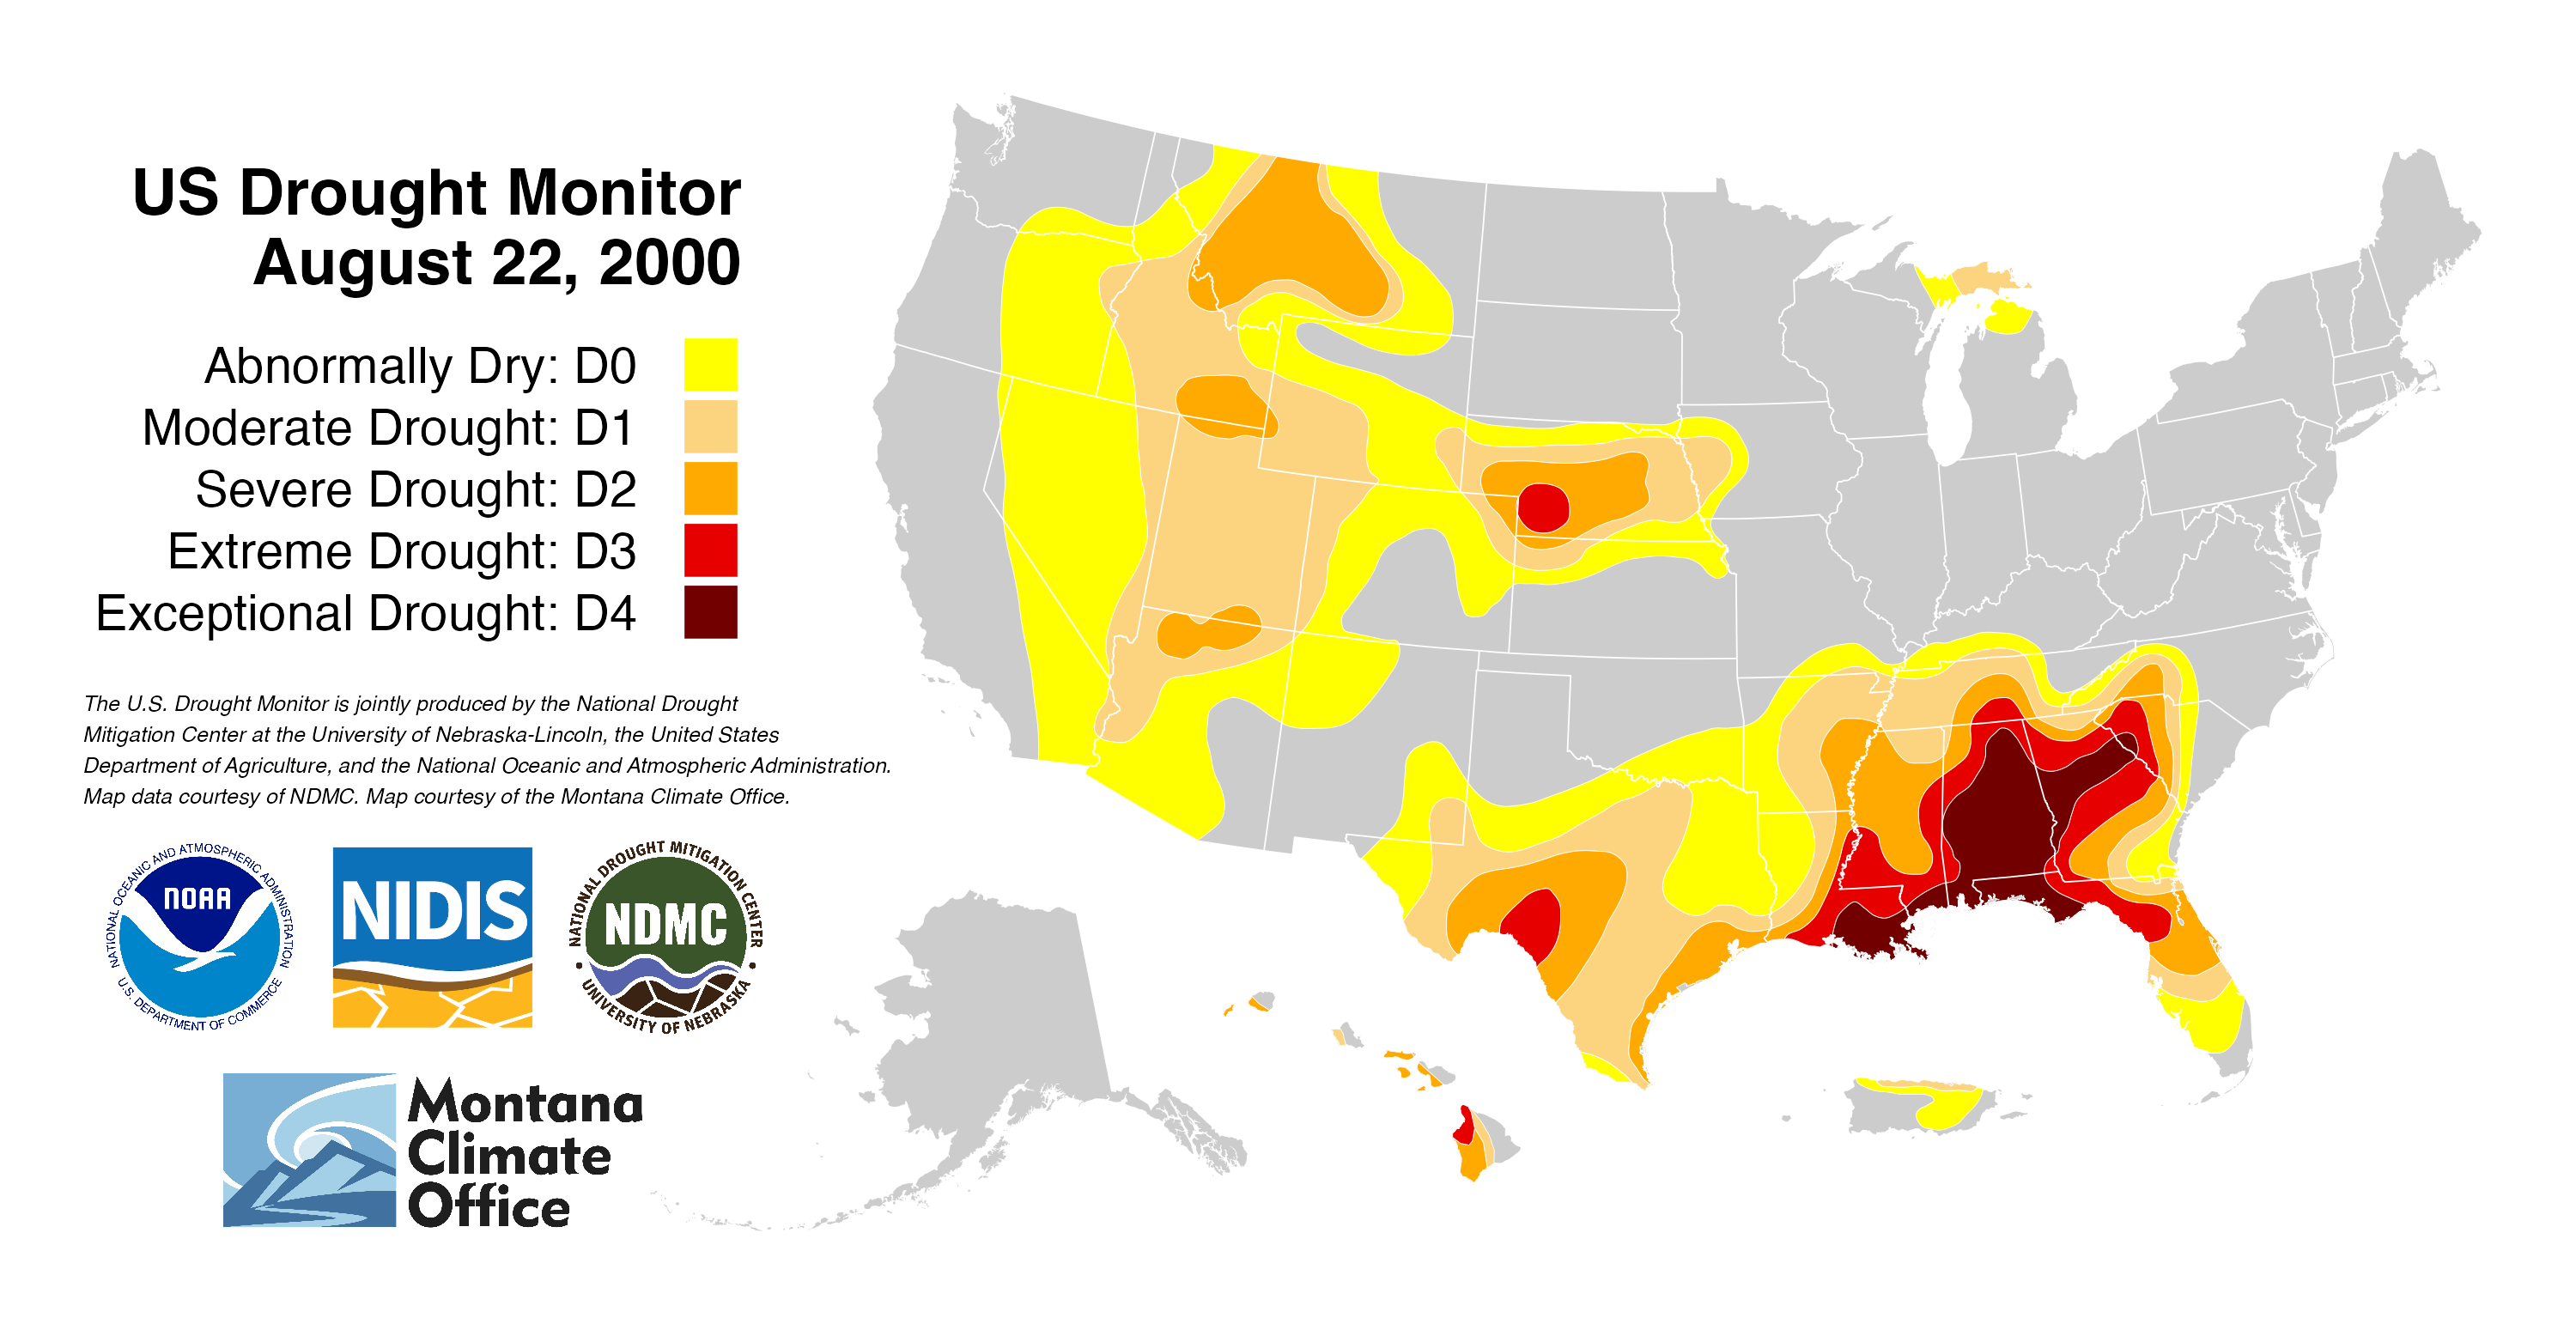 US Drought Monitor
August 22, 2000
Abnormally Dry: D0
Moderate Drought: D1
Severe Drought: D2
Extreme Drought: D3
Exceptional Drought: D4
The U.S. Drought Monitor is jointly produced by the National Drought
Mitigation Center at the University of Nebraska-Lincoln, the United States
Department of Agriculture, and the National Oceanic and Atmospheric Administration.
Map data courtesy of NDMC. Map courtesy of the Montana Climate Office.
NATIONAL OCEANIC AND ATMOSPHERIC ADMINISTRATION
NOAA
U.S. DEPARTMENT OF COMMERCE
NIDIS
NATIONAL DROUGHT MITIGATION CENTER
NDMC
UNIVERSITY OF NEBRASKA
Montana
Climate
Office